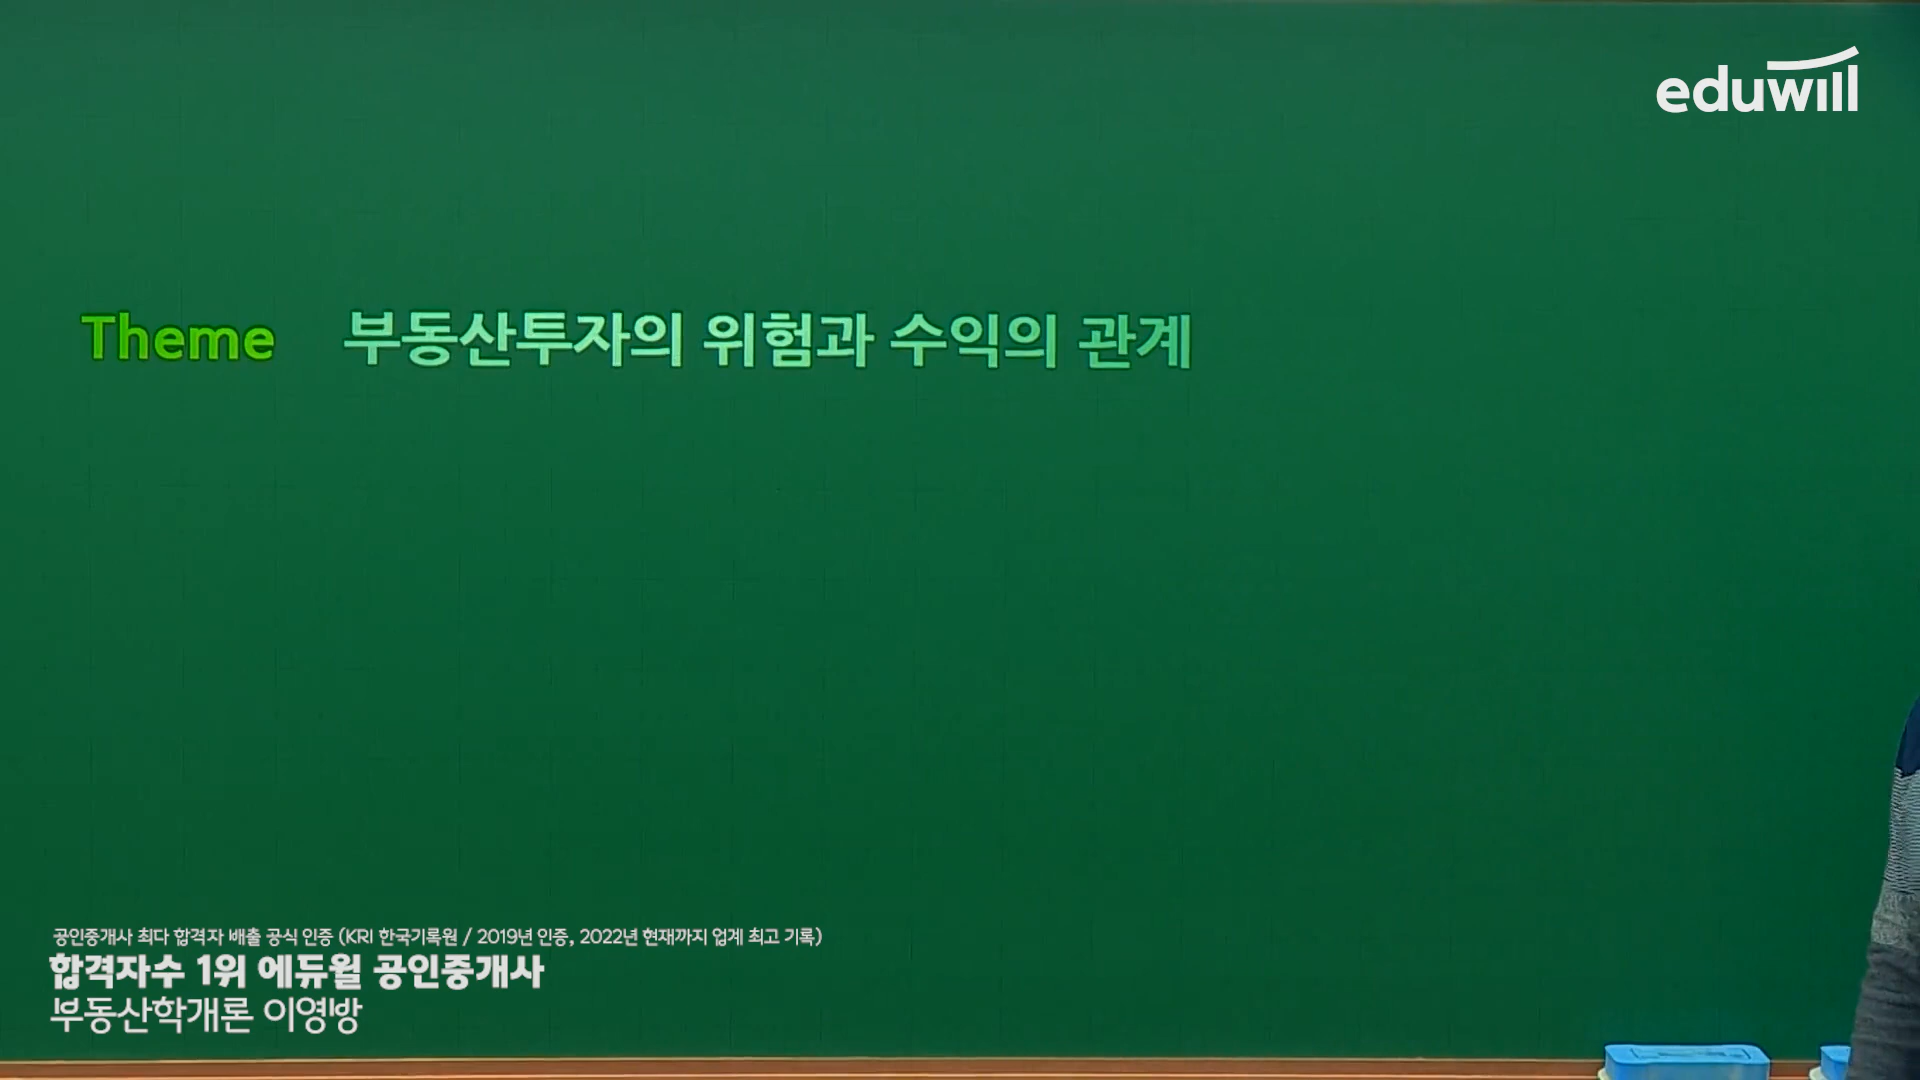 eduwill
Theme 부동산투자의 위험과 수익의 관계
공인중개사 최다 합격자 배출 공식 인증 (KRI 한국기록원 / 2019년 인증, 2022년 현재까지 업계 최고 기록)
합격자수 1위 에듀윌 공인중개사
부동산학개론 이영방